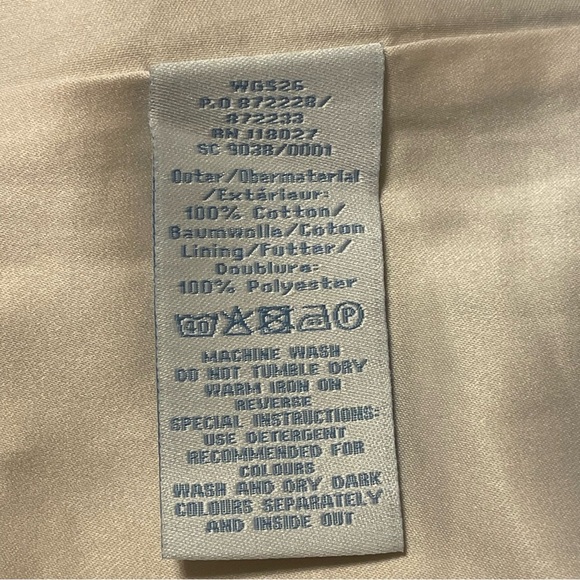 WG526
P.O 872228/
872233
RN 118027
SC 9038/0001
Outer/Obermaterial
/Extérieur:
100% Cotton/
Baumwolle/Coton
Lining/Futter/
Doublure:
100% Polyester
40 P
MACHINE WASH
DO NOT TUMBLE DRY
WARM IRON ON
REVERSE
SPECIAL INSTRUCTIONS:
USE DETERGENT
RECOMMENDED FOR
COLOURS
WASH AND DRY DARK
COLOURS SEPARATELY
AND INSIDE OUT